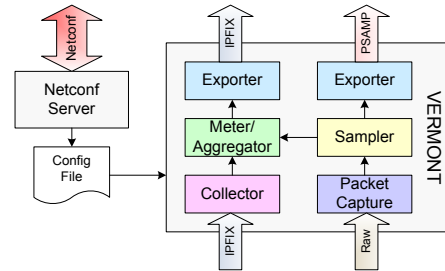 Netconf
IPFIX
PSAMP
Netconf
Server
Exporter
Exporter
Meter/
Aggregator
Sampler
VERMONT
Config
File
Collector
Packet
Capture
IPFIX
Raw